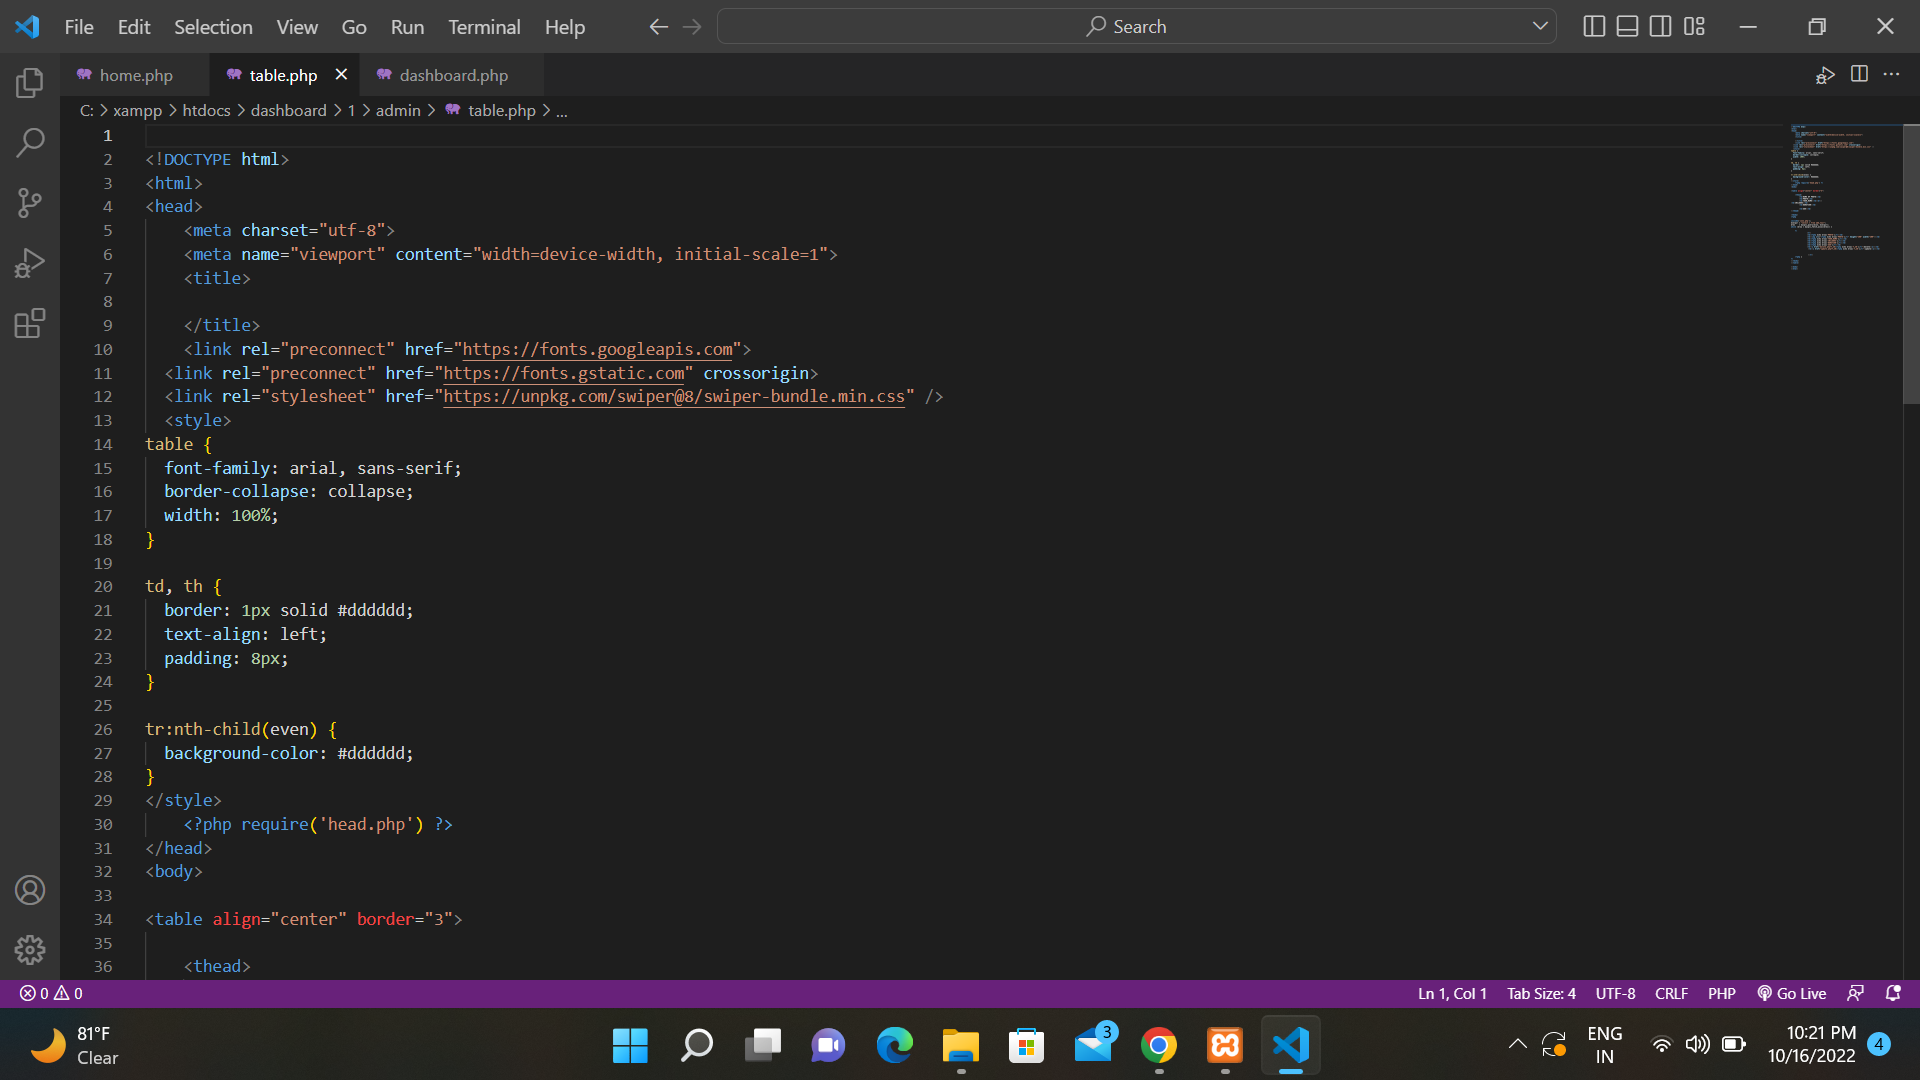 File Edit Selection View Go Run Terminal Help
Search
home.php
table.php
dashboard.php
C: > xampp > htdocs > dashboard > 1 > admin > table.php > ...
1
2 <!DOCTYPE html>
3 <html>
4 <head>
5 <meta charset="utf-8">
6 <meta name="viewport" content="width=device-width, initial-scale=1">
7 <title>
8
9 </title>
10 <link rel="preconnect" href="https://fonts.googleapis.com">
11 <link rel="preconnect" href="https://fonts.gstatic.com" crossorigin>
12 <link rel="stylesheet" href="https://unpkg.com/swiper@8/swiper-bundle.min.css" />
13 <style>
14 table {
15 font-family: arial, sans-serif;
16 border-collapse: collapse;
17 width: 100%;
18 }
19
20 td, th {
21 border: 1px solid #dddddd;
22 text-align: left;
23 padding: 8px;
24 }
25
26 tr:nth-child(even) {
27 background-color: #dddddd;
28 }
29 </style>
30 <?php require('head.php') ?>
31 </head>
32 <body>
33
34 <table align="center" border="3">
35
36 <thead>
0 0
Ln 1, Col 1 Tab Size: 4 UTF-8 CRLF PHP Go Live
81°F
Clear
3
ENG
IN
10:21 PM
10/16/2022
4